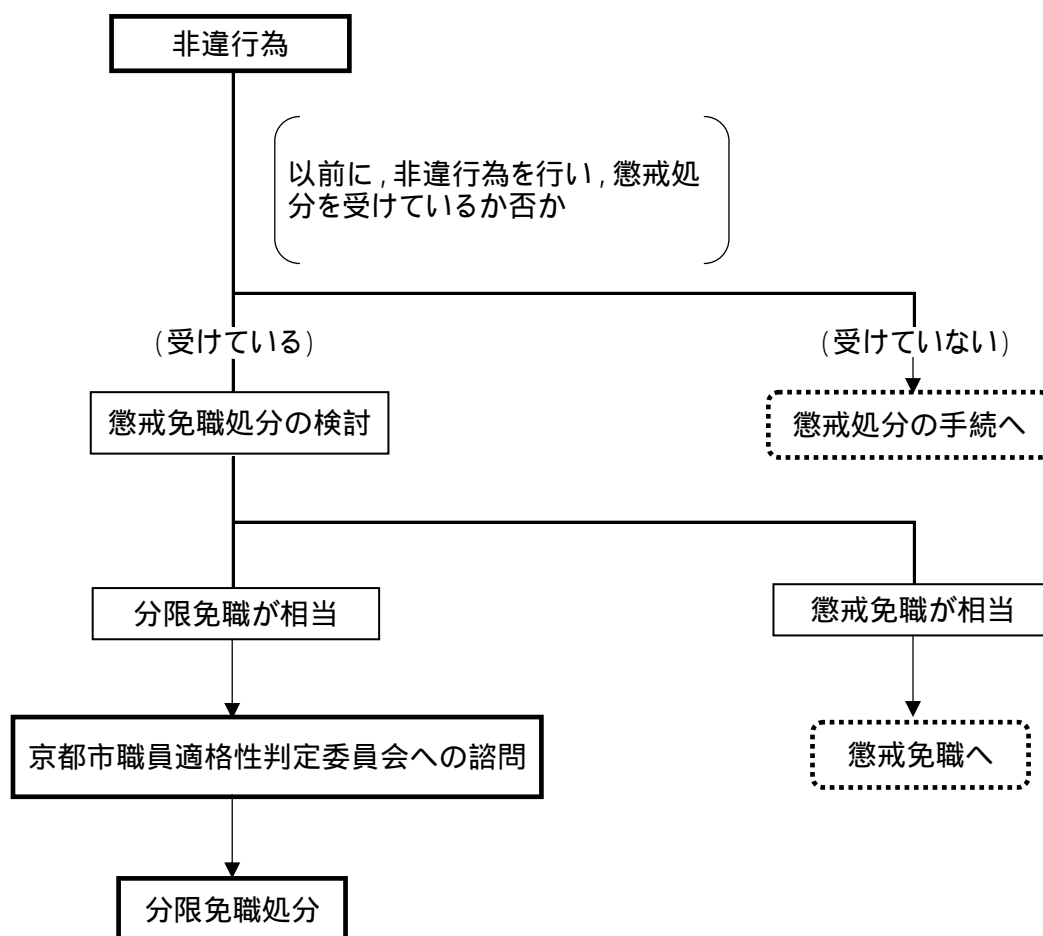 非違行為
以前に,非違行為を行い,懲戒処
分を受けているか否か
(受けている)
(受けていない)
懲戒免職処分の検討
懲戒処分の手続へ
分限免職が相当
懲戒免職が相当
京都市職員適格性判定委員会への諮問
懲戒免職へ
分限免職処分